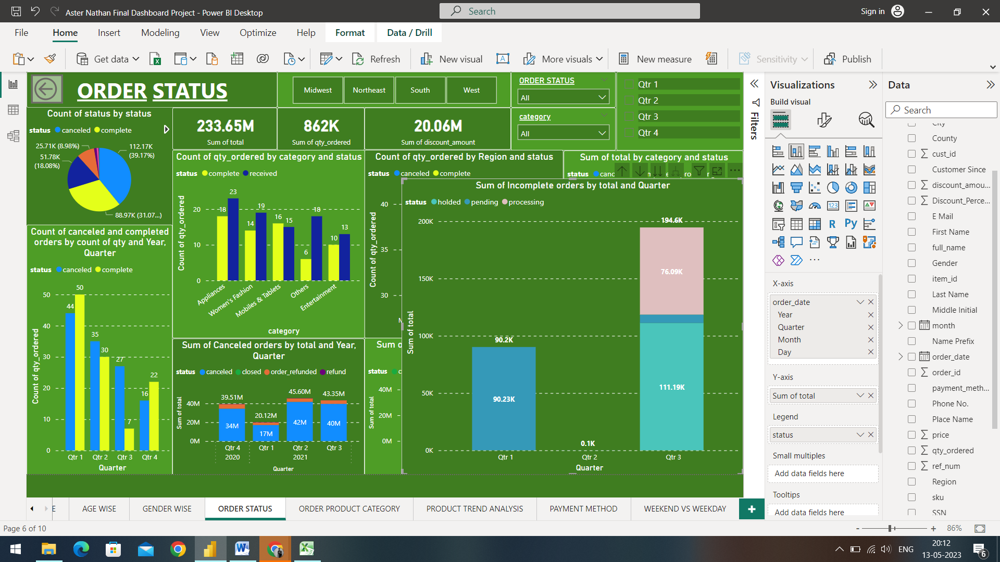 Aster Nathan Final Dashboard Project - Power BI Desktop
Search
Sign in
File
Home
Insert
Modeling
View
Optimize
Help
Format
Data / Drill
Get data
Refresh
New visual
More visuals
New measure
Sensitivity
Publish
ORDER STATUS
Midwest
Northeast
South
West
ORDER STATUS
All
category
All
Qtr 1
Qtr 2
Qtr 3
Qtr 4
Count of status by status
status canceled complete
25.71K (8.98%)
112.17K
(39.17%)
51.78K
(18.08%)
88.97K (31.07...)
233.65M
Sum of total
862K
Sum of qty_ordered
20.06M
Sum of discount_amount
Count of canceled and completed
orders by count of qty and Year,
Quarter
status canceled complete
Count of qty_ordered
50
40
30
20
10
0
44
50
35
30
27
7
16
22
Qtr 1 Qtr 2 Qtr 3 Qtr 4
Quarter
Count of qty_ordered by category and status
status complete received
Count of qty_ordered
20
10
0
18
23
14
19
16
15
6
18
10
13
Appliances
Women's Fashion
Mobiles & Tablets
Others
Entertainment
category
Sum of Canceled orders by total and Year,
Quarter
status canceled closed order_refunded refund
Sum of total
40M
20M
0M
39.51M
34M
20.12M
17M
45.60M
42M
43.35M
40M
Qtr 4 Qtr 1 Qtr 2 Qtr 3
2020 2021
Quarter
Count of qty_ordered by Region and status
status canceled complete
Count of qty_ordered
40
35
30
Sum of total by category and status
status canc
Sum o
status c
Sum of total
40M
20M
0M
Sum of Incomplete orders by total and Quarter
status holded pending processing
Sum of total
200K
150K
100K
50K
0K
90.2K
90.23K
0.1K
194.6K
76.09K
111.19K
Qtr 1 Qtr 2 Qtr 3
Quarter
Filters
Visualizations
Build visual
123
R
Py
X-axis
order_date
Year
Quarter
Month
Day
Y-axis
Sum of total
Legend
status
Small multiples
Add data fields here
Tooltips
Add data fields here
Data
Search
City
County
cust_id
Customer Since
discount_amou...
Discount_Perce...
E Mail
First Name
full_name
Gender
item_id
Last Name
Middle Initial
month
Name Prefix
order_date
order_id
payment_meth...
Phone No.
Place Name
price
qty_ordered
ref_num
Region
sku
SSN
E
AGE WISE
GENDER WISE
ORDER STATUS
ORDER PRODUCT CATEGORY
PRODUCT TREND ANALYSIS
PAYMENT METHOD
WEEKEND VS WEEKDAY
Page 6 of 10
86%
ENG
20:12
13-05-2023
6